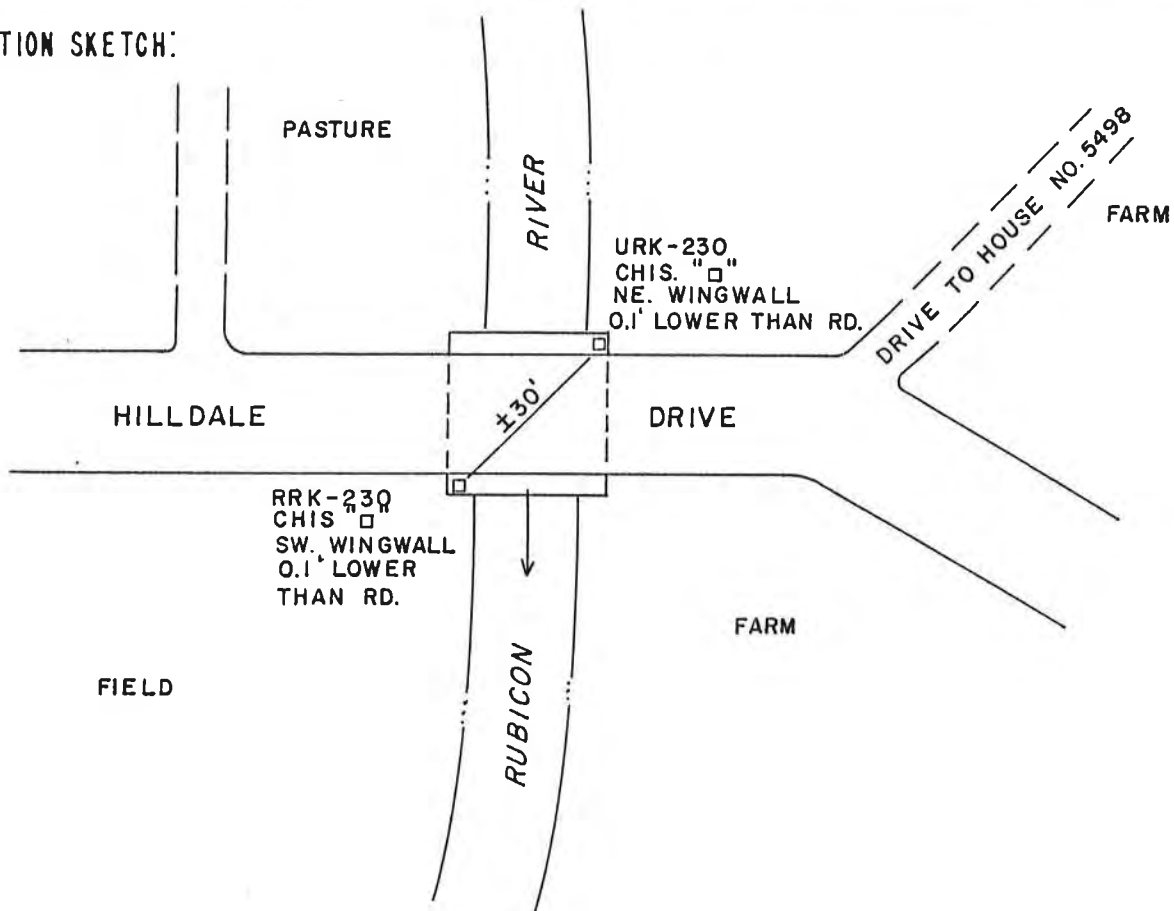 TION SKETCH:
PASTURE
RIVER
DRIVE TO HOUSE NO. 5498
FARM
URK-230
CHIS. "□"
NE. WINGWALL
0.1' LOWER THAN RD.
HILLDALE
±30'
DRIVE
RRK-230
CHIS "□"
SW. WINGWALL
0.1' LOWER
THAN RD.
FARM
FIELD
RUBICON